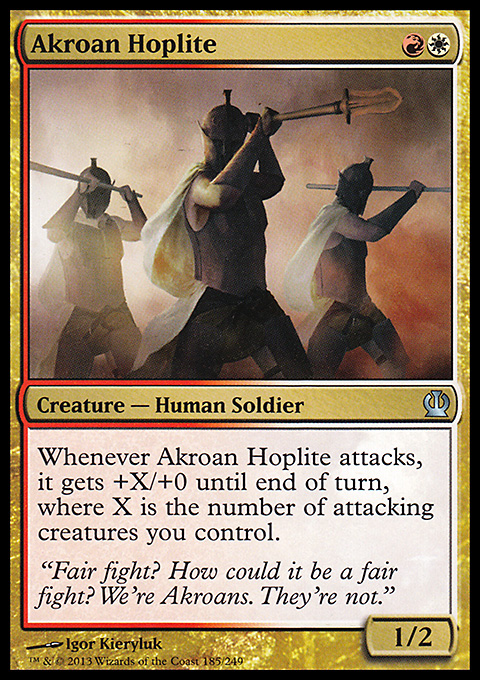 Akroan Hoplite
Creature — Human Soldier
Whenever Akroan Hoplite attacks,
it gets +X/+0 until end of turn,
where X is the number of attacking
creatures you control.
“Fair fight? How could it be a fair
fight? We’re Akroans. They’re not.”
Igor Kieryluk
1/2
™ & © 2013 Wizards of the Coast 185/249